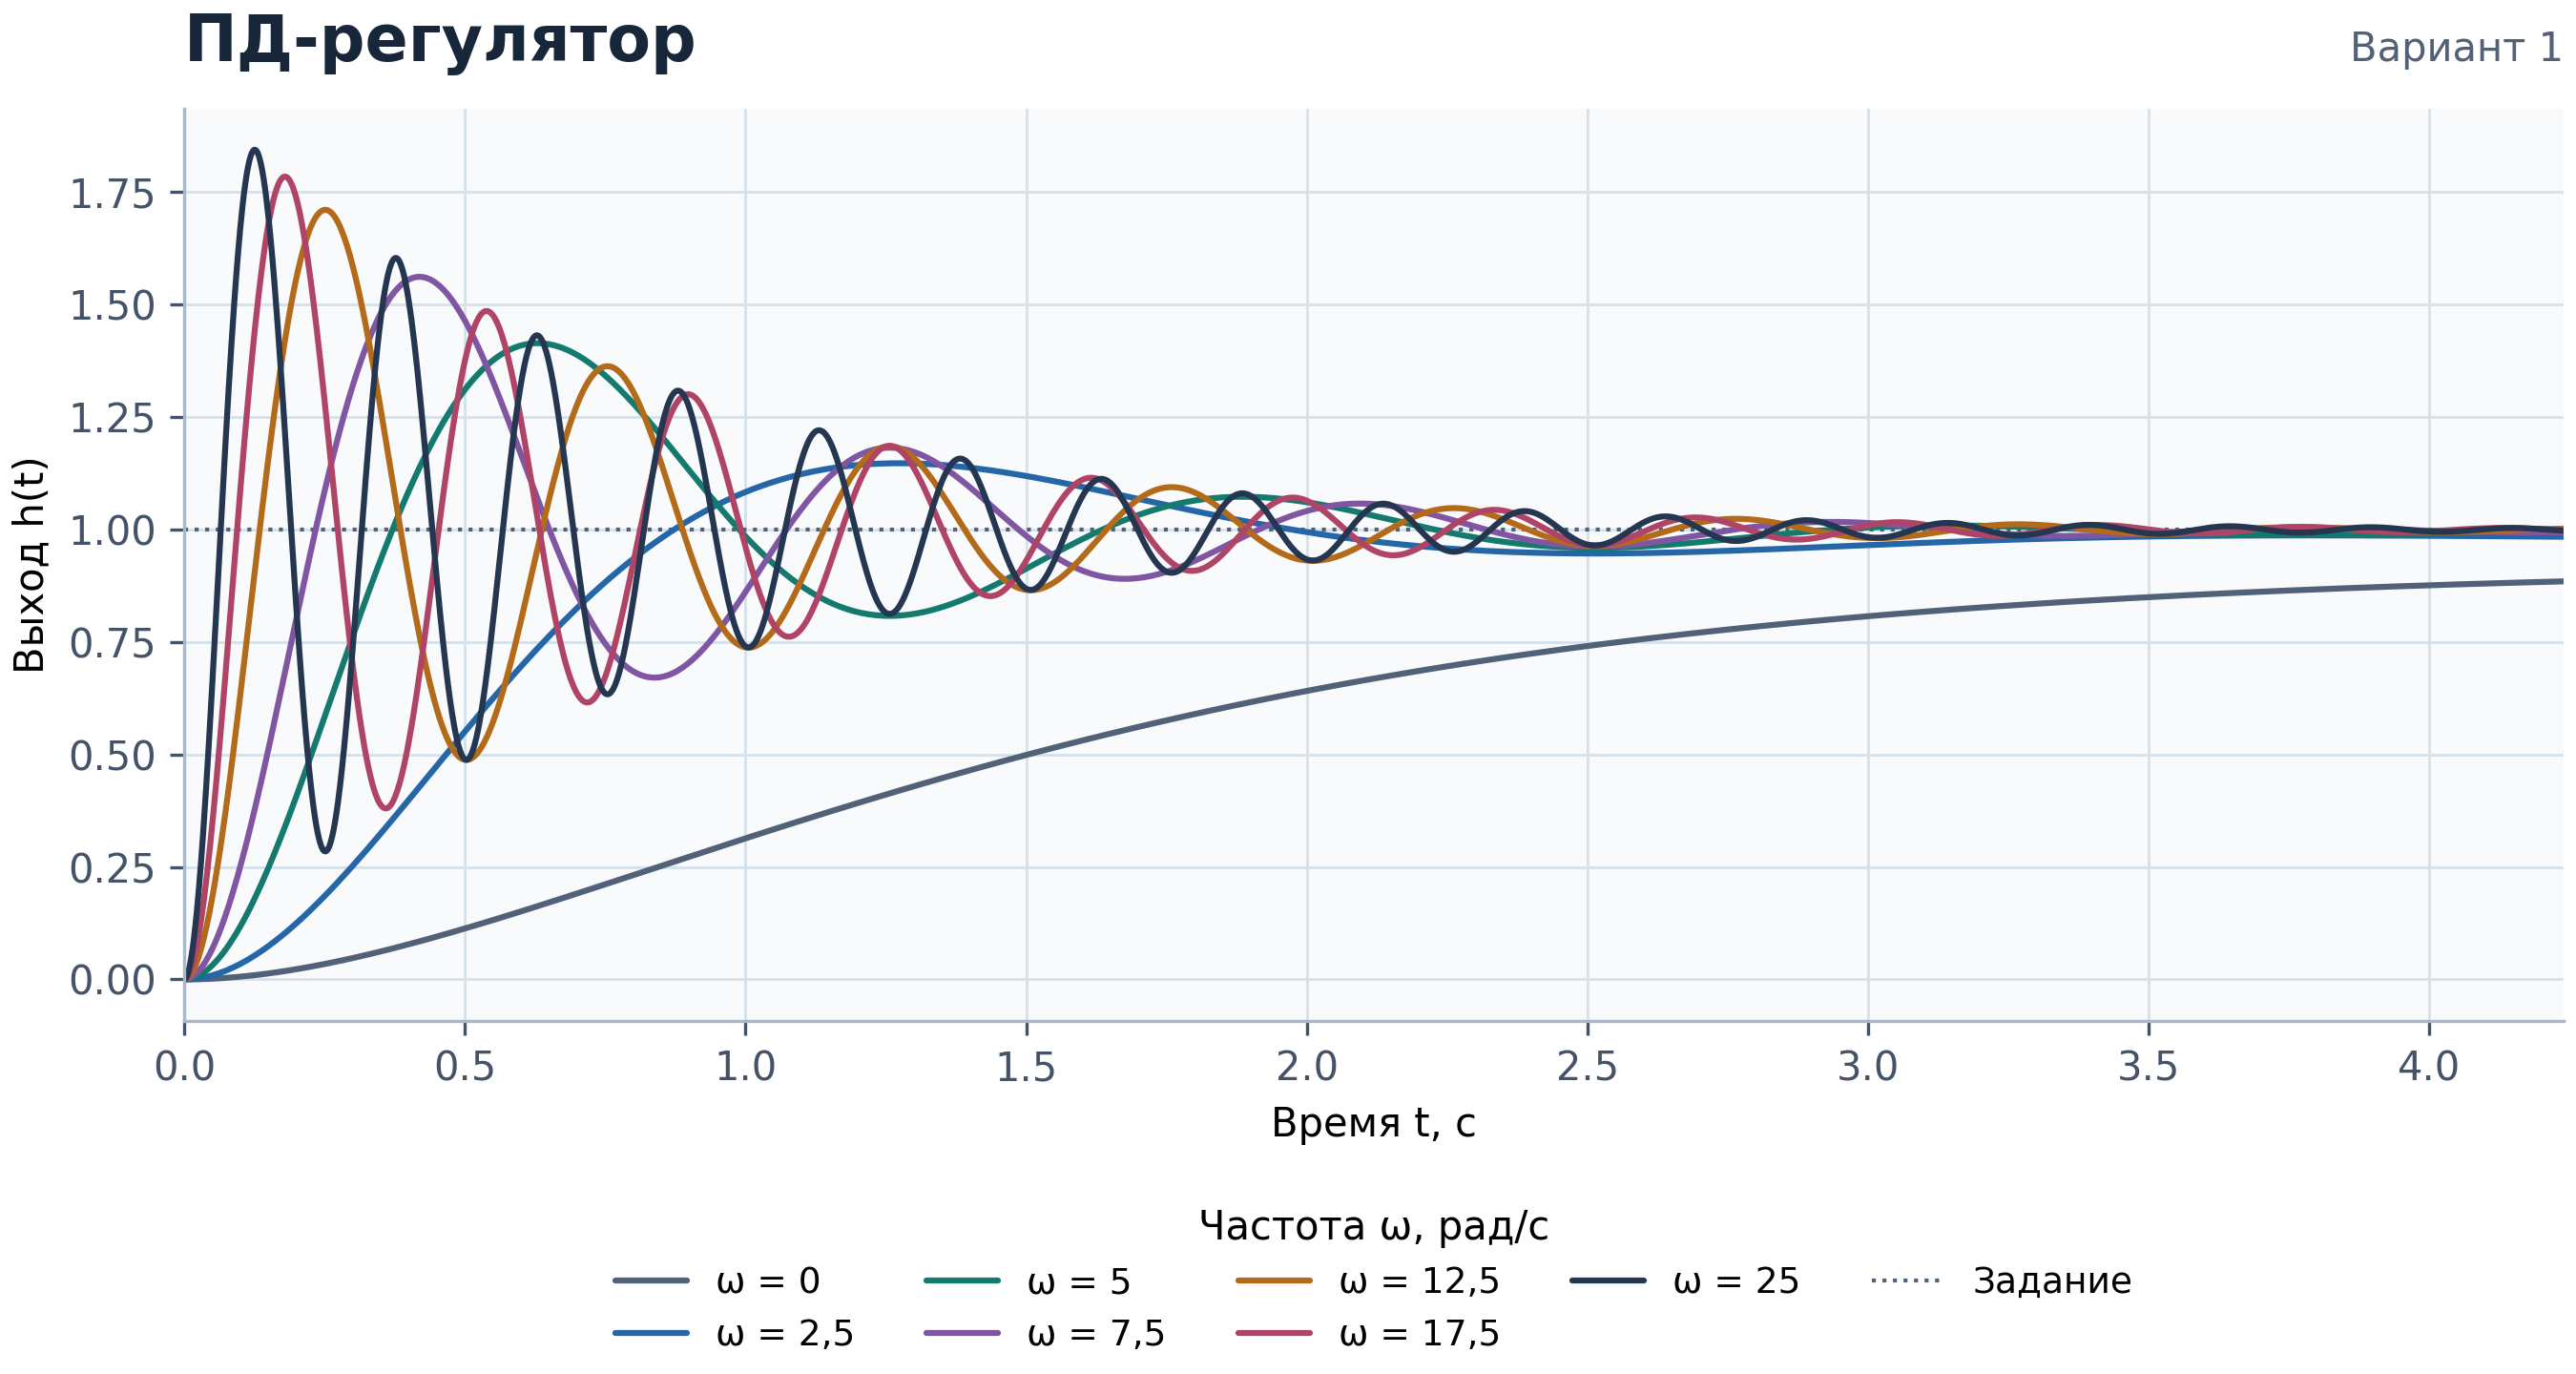 ПД-регулятор
Вариант 1
Выход h(t)
1.75
1.50
1.25
1.00
0.75
0.50
0.25
0.00
0.0 0.5 1.0 1.5 2.0 2.5 3.0 3.5 4.0
Время t, с
Частота ω, рад/с
ω = 0 ω = 5 ω = 12,5 ω = 25 Задание
ω = 2,5 ω = 7,5 ω = 17,5